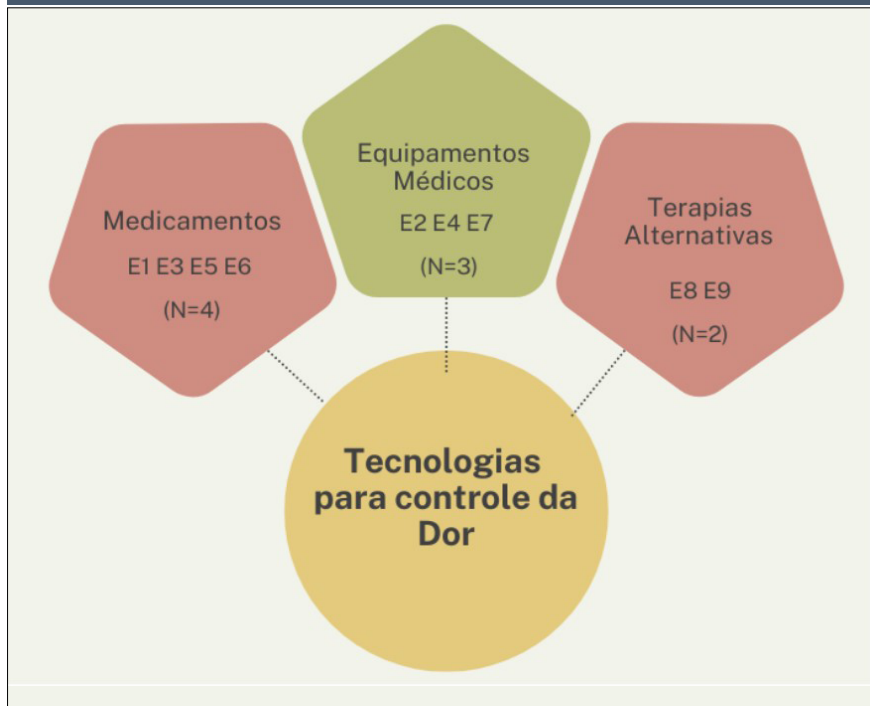 Medicamentos
E1 E3 E5 E6
(N=4)
Equipamentos
Médicos
E2 E4 E7
(N=3)
Terapias
Alternativas
E8 E9
(N=2)
Tecnologias
para controle da
Dor